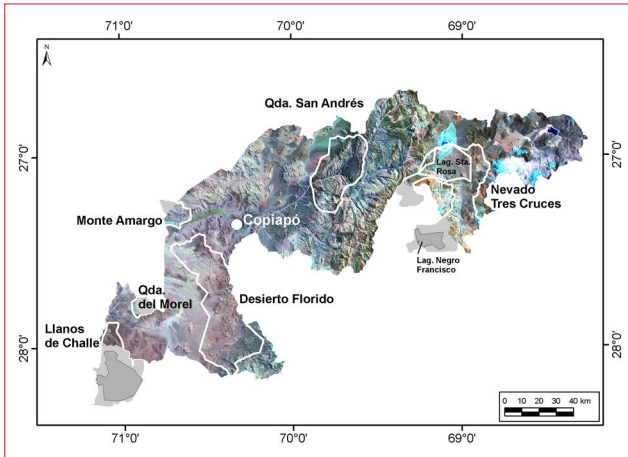 71°0'
70°0'
69°0'
N
Qda. San Andrés
27°0'
27°0'
Lag. Sta.
Rosa
Nevado
Tres Cruces
Monte Amargo
Copiapó
Lag. Negro
Francisco
Qda.
del Morel
Desierto Florido
Llanos
de Challe
28°0'
28°0'
0 10 20 30 40 km
71°0'
70°0'
69°0'